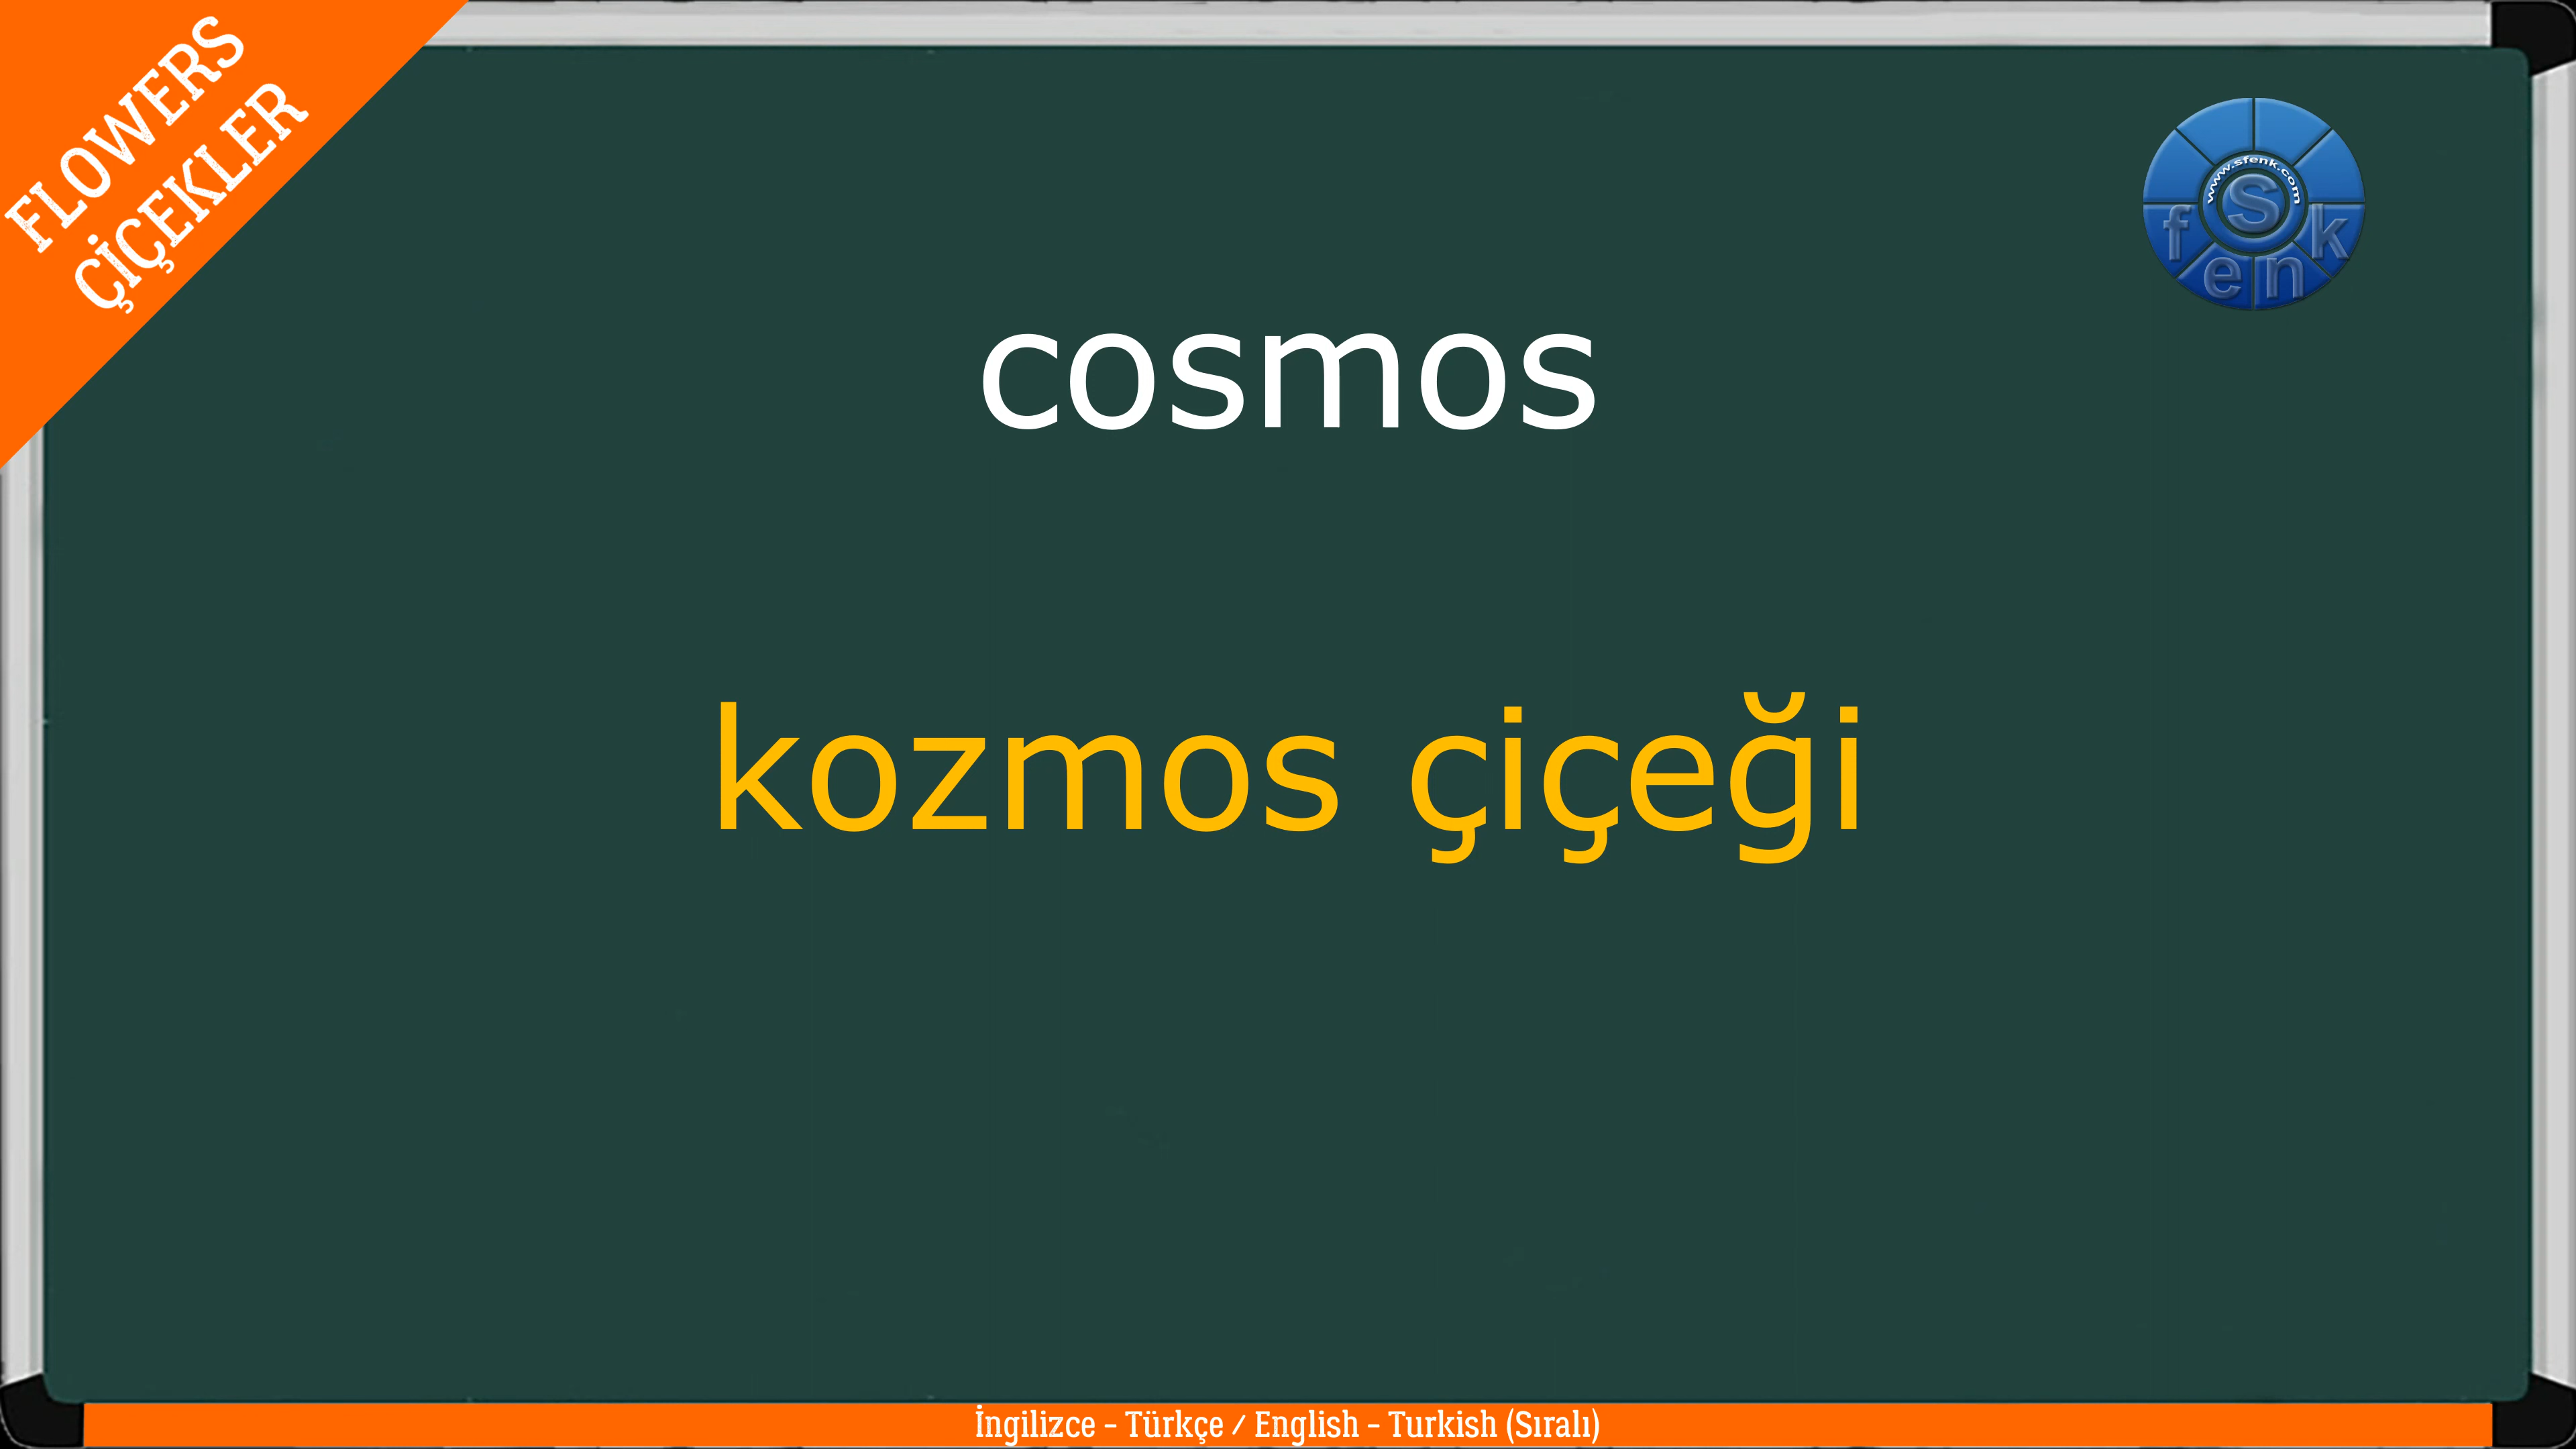 FLOWERS
ÇİÇEKLER
www.sfenk.com
S
f e n k
cosmos
kozmos çiçeği
İngilizce - Türkçe / English - Turkish (Sıralı)